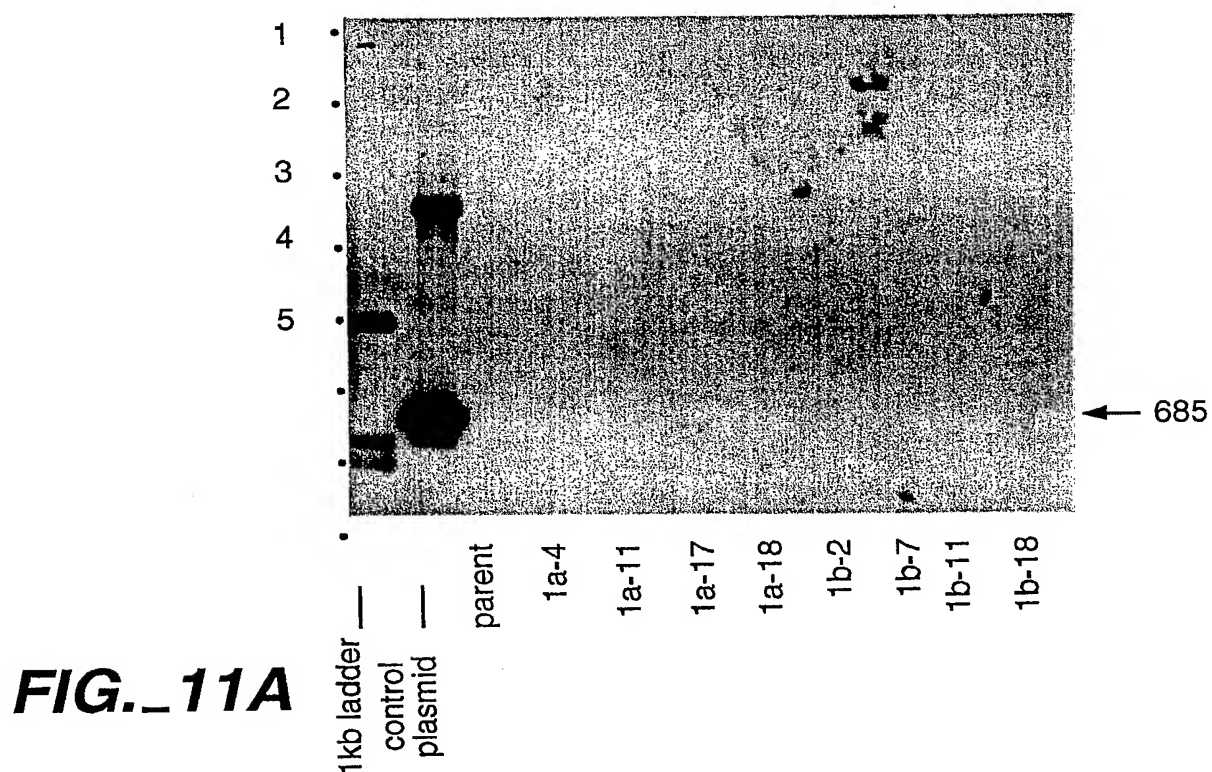 1
2
3
4
5
685
1kb ladder
control
plasmid
parent
1a-4
1a-11
1a-17
1a-18
1b-2
1b-7
1b-11
1b-18
FIG._11A